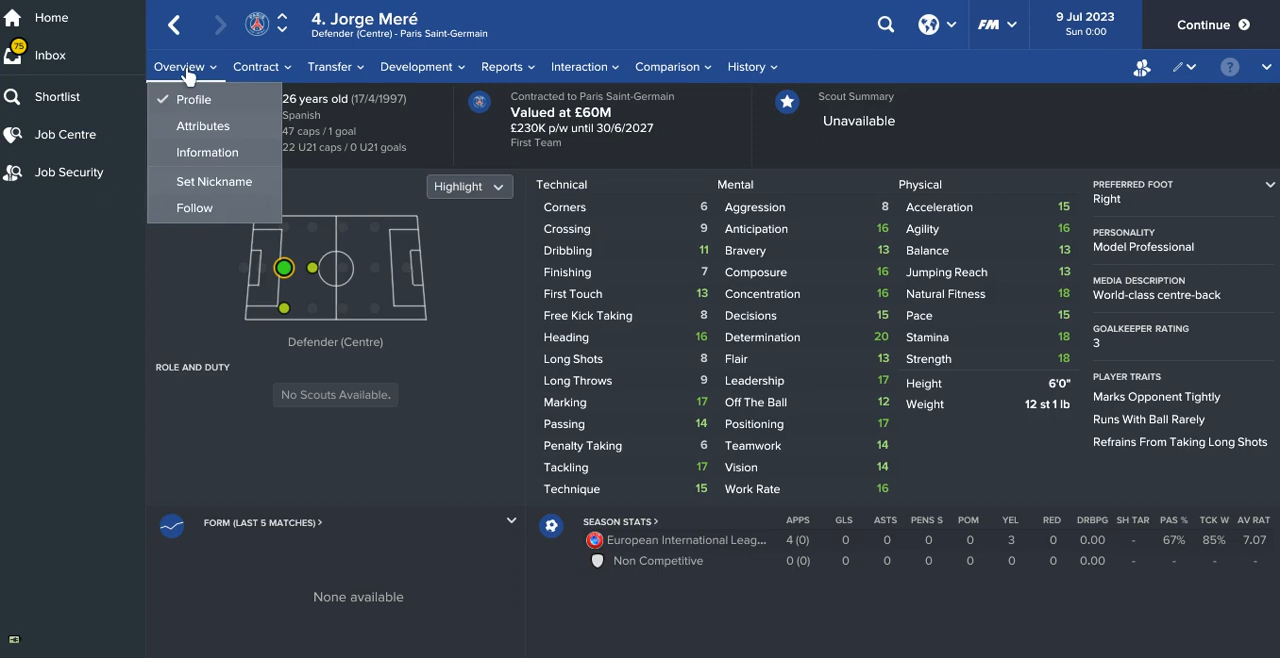 Home
75
Inbox
Shortlist
Job Centre
Job Security
4. Jorge Meré
Defender (Centre) - Paris Saint-Germain
FM
9 Jul 2023
Sun 0:00
Continue
Overview
Contract
Transfer
Development
Reports
Interaction
Comparison
History
?
Profile
Attributes
Information
Set Nickname
Follow
26 years old (17/4/1997)
Spanish
47 caps / 1 goal
22 U21 caps / 0 U21 goals
Contracted to Paris Saint-Germain
Valued at £60M
£230K p/w until 30/6/2027
First Team
Scout Summary
Unavailable
Highlight
Defender (Centre)
ROLE AND DUTY
No Scouts Available.
Technical
Corners 6
Crossing 9
Dribbling 11
Finishing 7
First Touch 13
Free Kick Taking 8
Heading 16
Long Shots 8
Long Throws 9
Marking 17
Passing 14
Penalty Taking 6
Tackling 17
Technique 15
Mental
Aggression 8
Anticipation 16
Bravery 13
Composure 16
Concentration 16
Decisions 15
Determination 20
Flair 13
Leadership 17
Off The Ball 12
Positioning 17
Teamwork 14
Vision 14
Work Rate 16
Physical
Acceleration 15
Agility 16
Balance 13
Jumping Reach 13
Natural Fitness 18
Pace 15
Stamina 18
Strength 18
Height 6'0"
Weight 12 st 1 lb
PREFERRED FOOT
Right
PERSONALITY
Model Professional
MEDIA DESCRIPTION
World-class centre-back
GOALKEEPER RATING
3
PLAYER TRAITS
Marks Opponent Tightly
Runs With Ball Rarely
Refrains From Taking Long Shots
FORM (LAST 5 MATCHES) >
None available
SEASON STATS > APPS GLS ASTS PENS S POM YEL RED DRBPG SH TAR PAS % TCK W AV RAT
European International Leag... 4 (0) 0 0 0 0 3 0 0.00 - 67% 85% 7.07
Non Competitive 0 (0) 0 0 0 0 0 0 0.00 - - - -